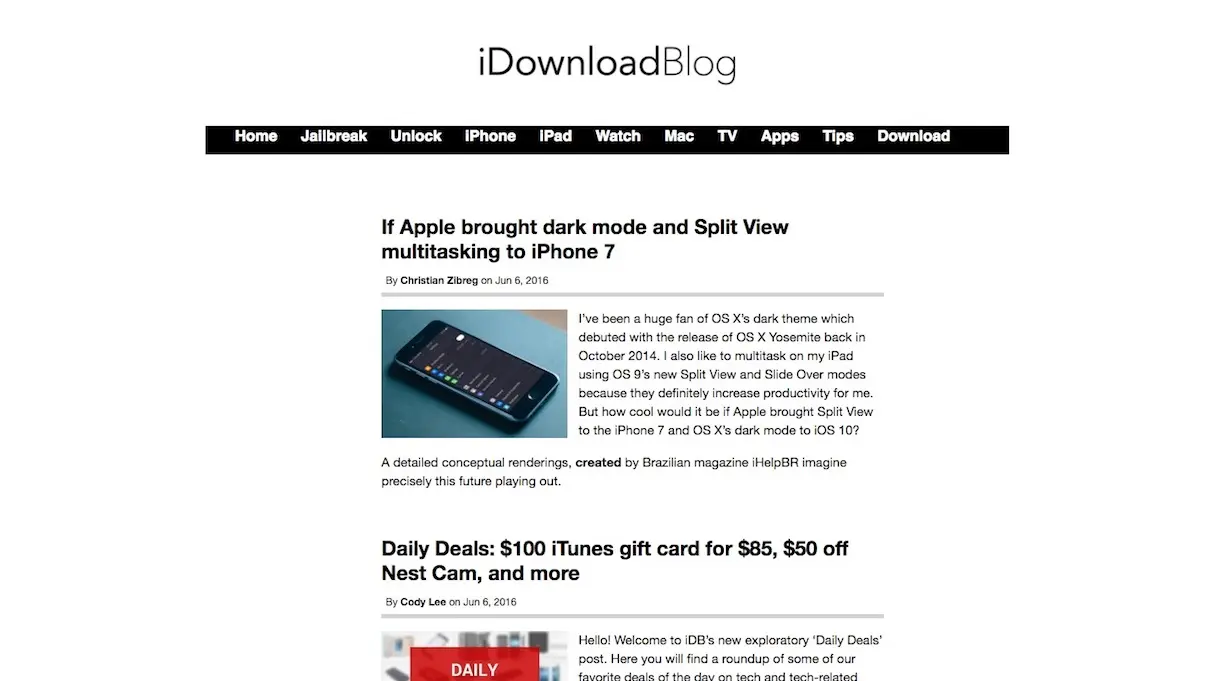 iDownloadBlog
Home Jailbreak Unlock iPhone iPad Watch Mac TV Apps Tips Download
If Apple brought dark mode and Split View
multitasking to iPhone 7
By Christian Zibreg on Jun 6, 2016
I've been a huge fan of OS X's dark theme which
debuted with the release of OS X Yosemite back in
October 2014. I also like to multitask on my iPad
using OS 9's new Split View and Slide Over modes
because they definitely increase productivity for me.
But how cool would it be if Apple brought Split View
to the iPhone 7 and OS X's dark mode to iOS 10?
A detailed conceptual renderings, created by Brazilian magazine iHelpBR imagine
precisely this future playing out.
Daily Deals: $100 iTunes gift card for $85, $50 off
Nest Cam, and more
By Cody Lee on Jun 6, 2016
DAILY
Hello! Welcome to iDB's new exploratory 'Daily Deals'
post. Here you will find a roundup of some of our
favorite deals of the day on tech and tech-related